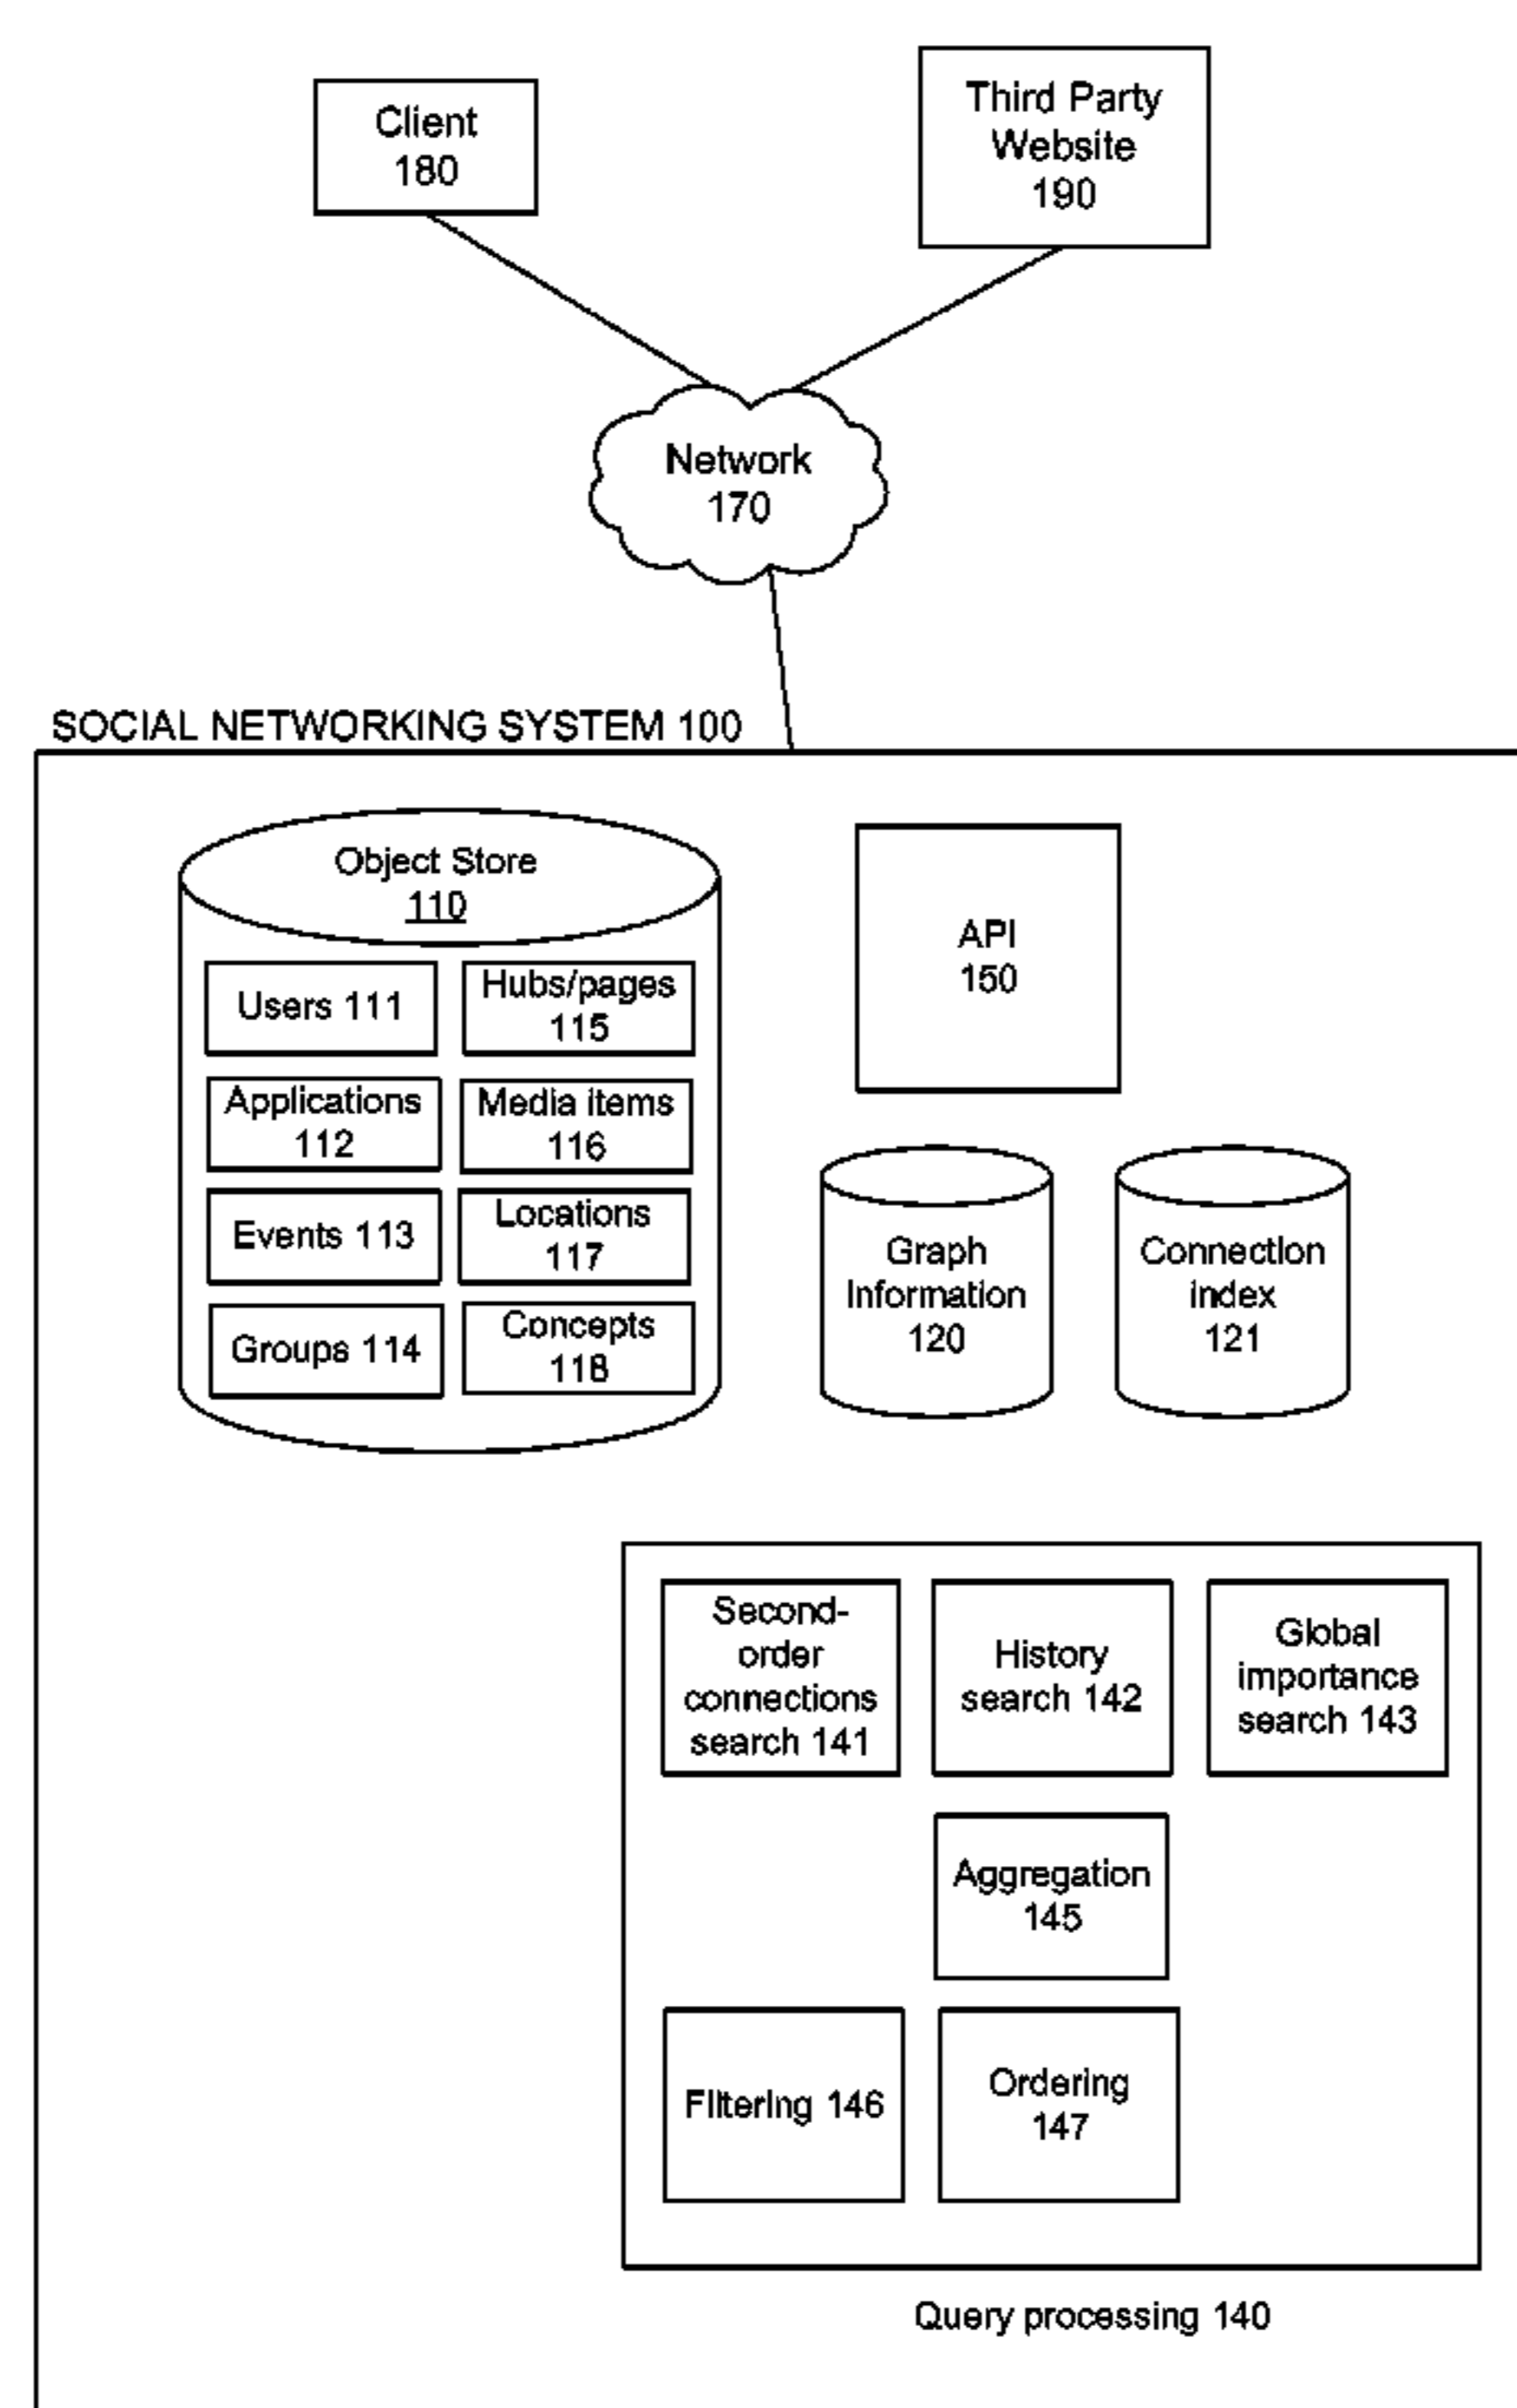 Client
180
Third Party
Website
190
Network
170
SOCIAL NETWORKING SYSTEM 100
Object Store
110
Users 111
Hubs/pages
115
Applications
112
Media items
116
Events 113
Locations
117
Groups 114
Concepts
118
API
150
Graph
Information
120
Connection
index
121
Second-
order
connections
search 141
History
search 142
Global
importance
search 143
Aggregation
145
Filtering 146
Ordering
147
Query processing 140